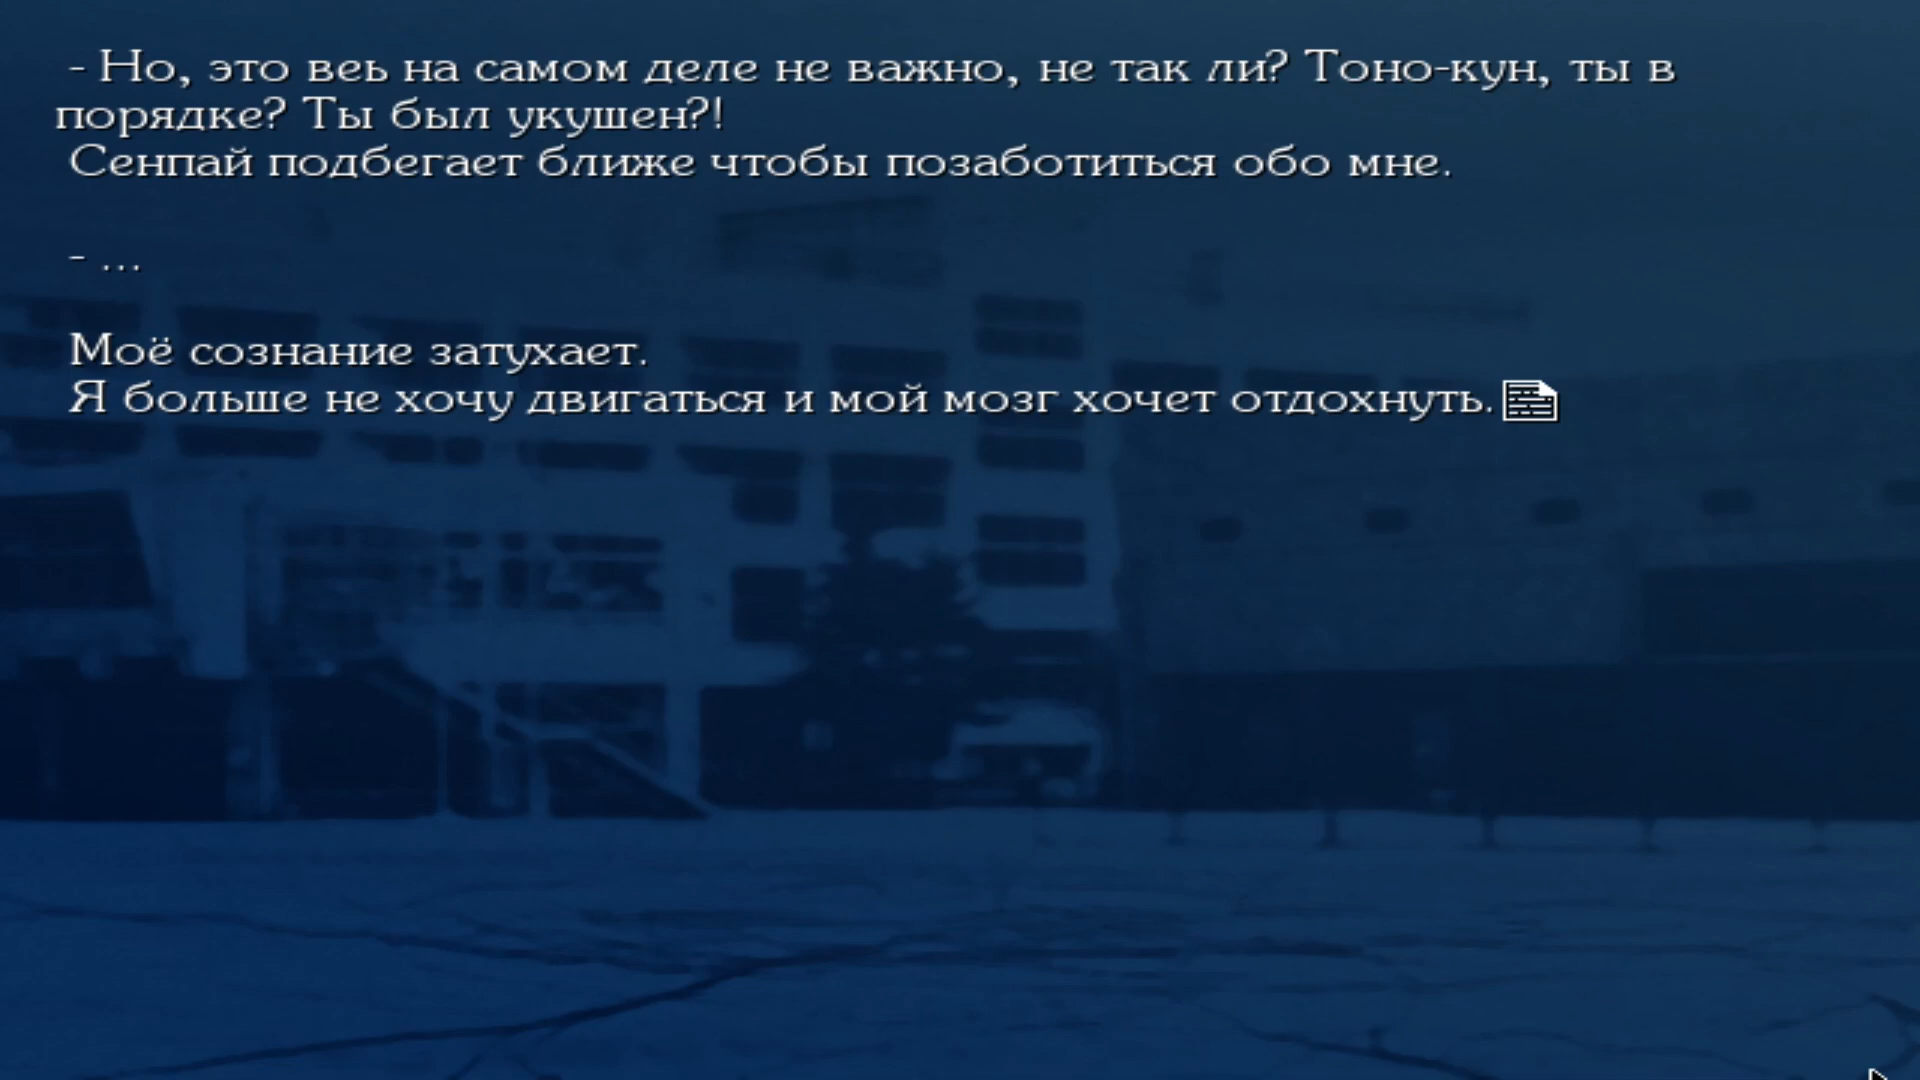 - Но, это веь на самом деле не важно, не так ли? Тоно-кун, ты в
порядке? Ты был укушен?!
Сенпай подбегает ближе чтобы позаботиться обо мне.
- ...
Моё сознание затухает.
Я больше не хочу двигаться и мой мозг хочет отдохнуть.